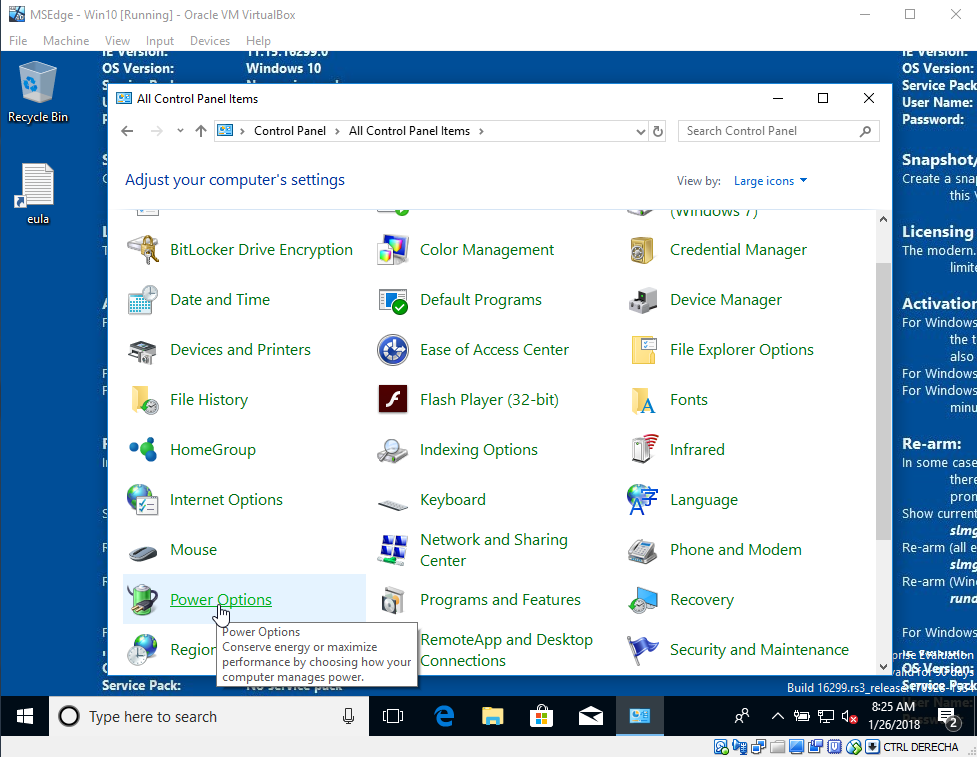 MSEdge - Win10 [Running] - Oracle VM VirtualBox
File Machine View Input Devices Help
IE Version: 11.15.16299.0
OS Version: Windows 10
Recycle Bin
eula
All Control Panel Items
Control Panel All Control Panel Items
Search Control Panel
Adjust your computer's settings
View by: Large icons
(Windows 7)
BitLocker Drive Encryption
Color Management
Credential Manager
Date and Time
Default Programs
Device Manager
Devices and Printers
Ease of Access Center
File Explorer Options
File History
Flash Player (32-bit)
Fonts
HomeGroup
Indexing Options
Infrared
Internet Options
Keyboard
Language
Mouse
Network and Sharing
Center
Phone and Modem
Power Options
Programs and Features
Recovery
Region
RemoteApp and Desktop
Connections
Security and Maintenance
Power Options
Conserve energy or maximize
performance by choosing how your
computer manages power.
IE Version:
OS Version:
Service Pack
User Name:
Password:
Snapshot/
Create a snap
this V
Licensing
The modern.
limite
Activation
For Windows
the t
also
For Windows
For Windows
minu
Re-arm:
In some case
there
pron
Show current
slmg
Re-arm (all e
slmg
Re-arm (Wind
rund
For Windows
OS Version:
Service Pack: No service pack
Build 16299.rs3_release
Type here to search
8:25 AM
1/26/2018
2
CTRL DERECHA